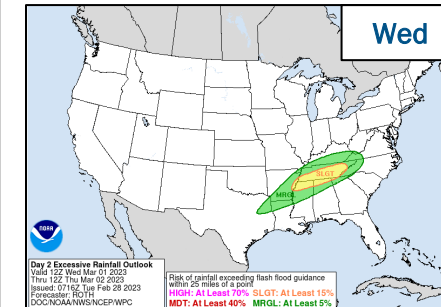 Wed
SLGT
MRGL
NOAA
Day 2 Excessive Rainfall Outlook
Valid 12Z Wed Mar 01 2023
Thru 12Z Thu Mar 02 2023
Issued: 0716Z Tue Feb 28 2023
Forecaster: ROTH
DOC/NOAA/NWS/NCEP/WPC
Risk of rainfall exceeding flash flood guidance
within 25 miles of a point
HIGH: At Least 70% SLGT: At Least 15%
MDT: At Least 40% MRGL: At Least 5%